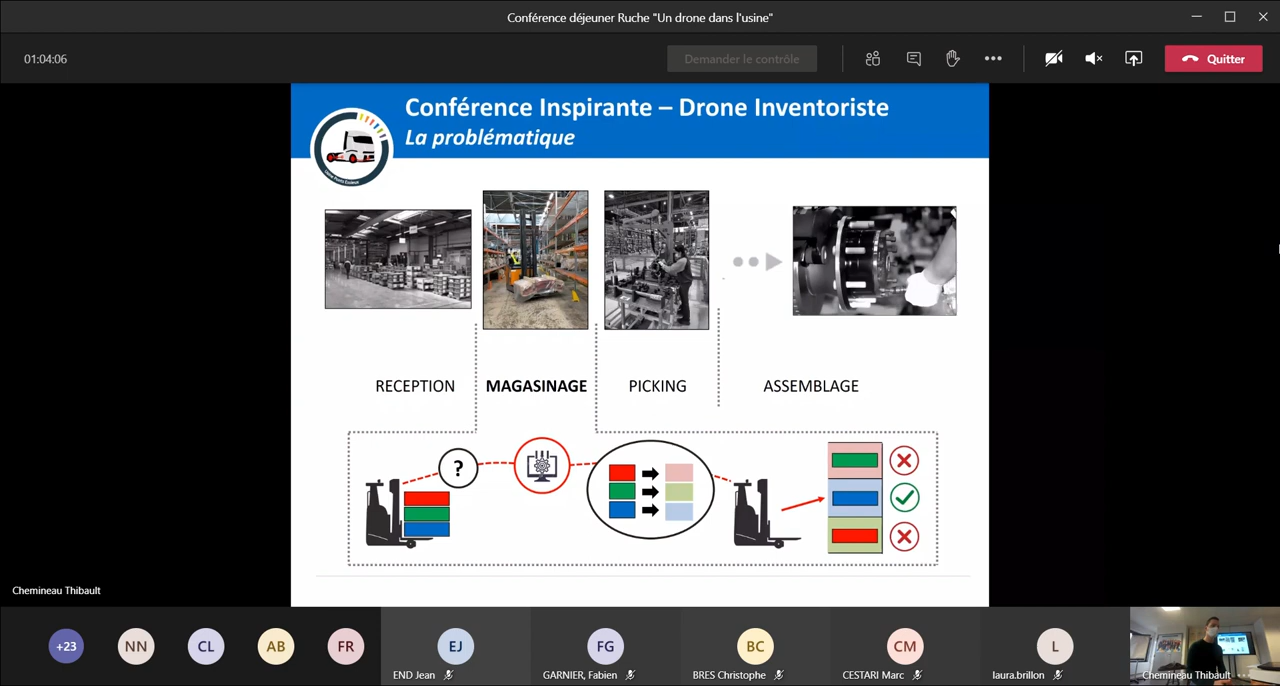 Conférence déjeuner Ruche "Un drone dans l'usine"
01:04:06
Demander le contrôle
Quitter
Conférence Inspirante – Drone Inventoriste
La problématique
RECEPTION
MAGASINAGE
PICKING
ASSEMBLAGE
?
Chemineau Thibault
+23
NN
CL
AB
FR
EJ
END Jean
FG
GARNIER, Fabien
BC
BRES Christophe
CM
CESTARI Marc
L
laura.brillon
Chemineau Thibault